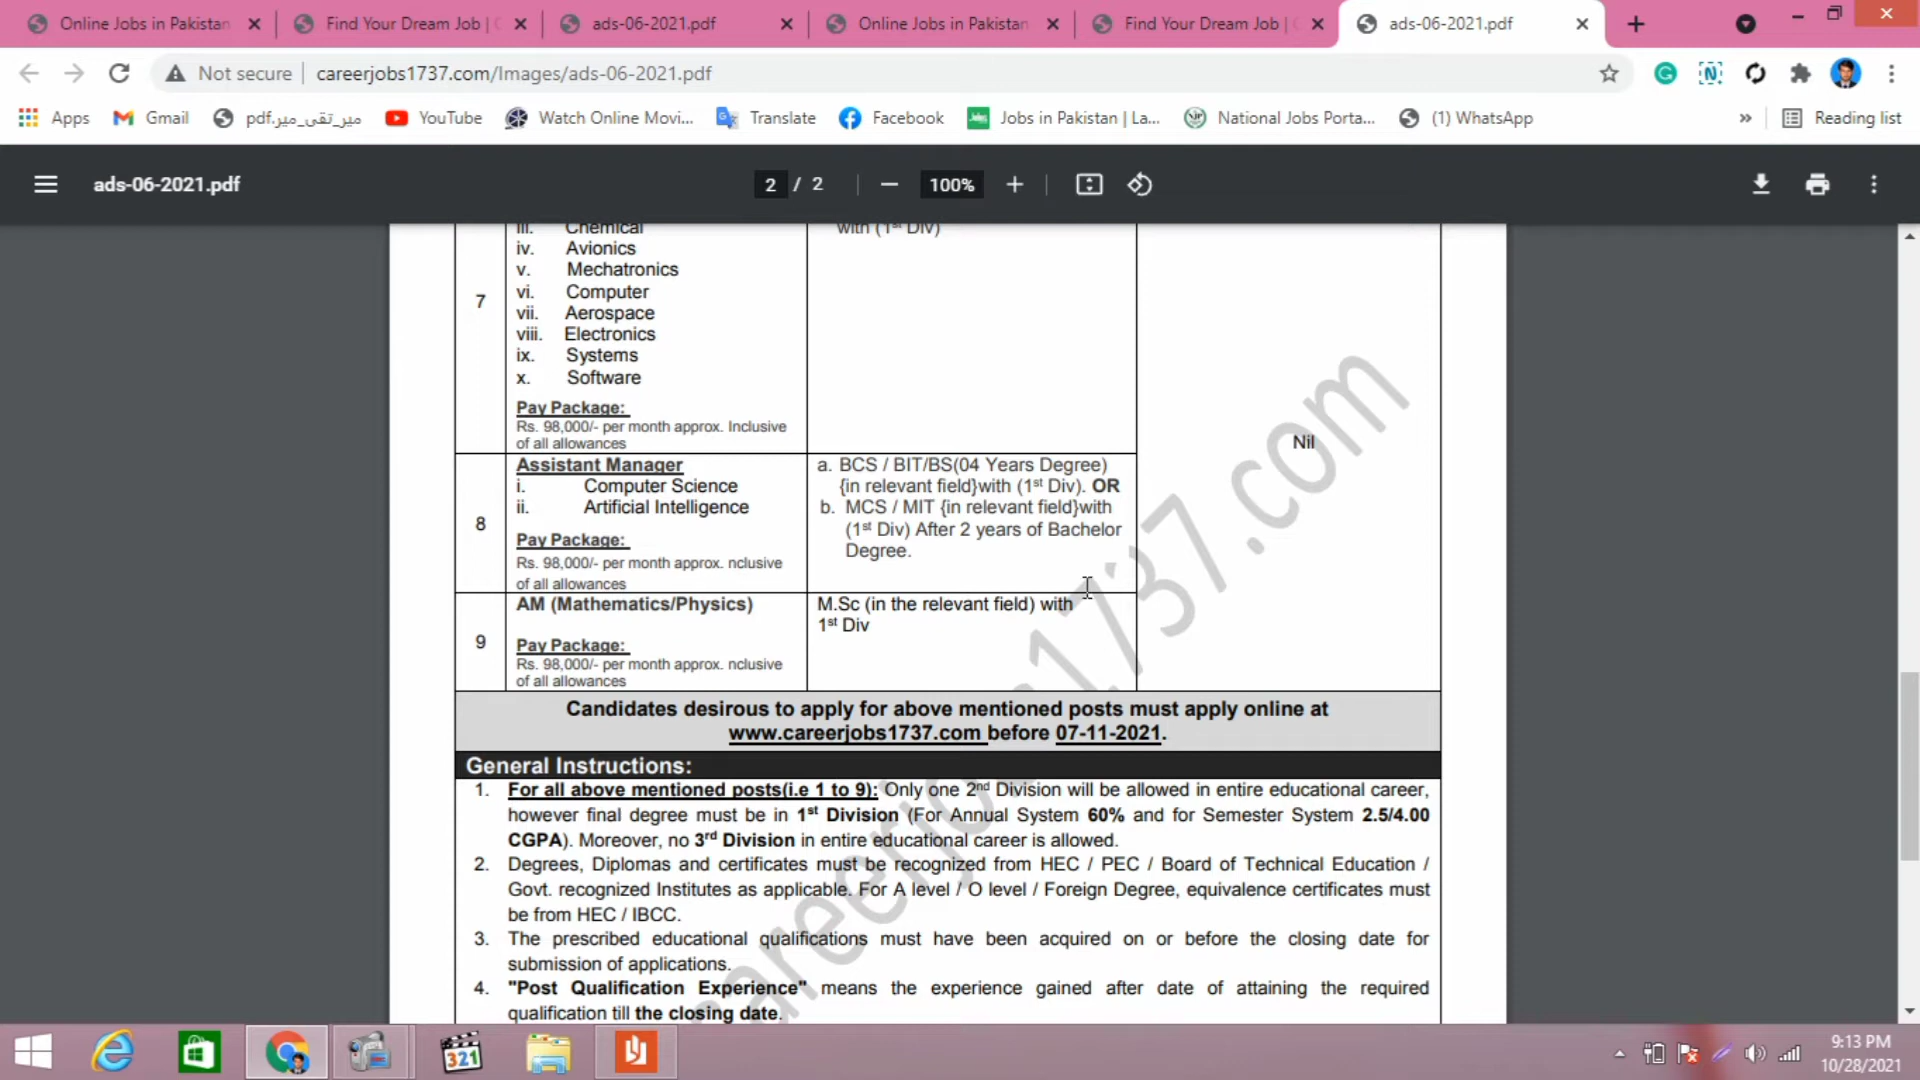 Online Jobs in Pakistan
Find Your Dream Job |
ads-06-2021.pdf
Online Jobs in Pakistan
Find Your Dream Job |
ads-06-2021.pdf
Not secure
careerjobs1737.com/Images/ads-06-2021.pdf
Apps
Gmail
میر_تقی_میر.pdf
YouTube
Watch Online Movi...
Translate
Facebook
Jobs in Pakistan | La...
National Jobs Porta...
(1) WhatsApp
Reading list
ads-06-2021.pdf
2 / 2
100%
iii. Chemical
with (1st Div)
iv. Avionics
v. Mechatronics
vi. Computer
vii. Aerospace
viii. Electronics
ix. Systems
x. Software
7
Pay Package:
Rs. 98,000/- per month approx. Inclusive
of all allowances
Nil
8
Assistant Manager
i. Computer Science
ii. Artificial Intelligence
Pay Package:
Rs. 98,000/- per month approx. nclusive
of all allowances
a. BCS / BIT/BS(04 Years Degree)
{in relevant field}with (1st Div). OR
b. MCS / MIT {in relevant field}with
(1st Div) After 2 years of Bachelor
Degree.
9
AM (Mathematics/Physics)
Pay Package:
Rs. 98,000/- per month approx. nclusive
of all allowances
M.Sc (in the relevant field) with
1st Div
Candidates desirous to apply for above mentioned posts must apply online at
www.careerjobs1737.com before 07-11-2021.
General Instructions:
1. For all above mentioned posts(i.e 1 to 9): Only one 2nd Division will be allowed in entire educational career,
however final degree must be in 1st Division (For Annual System 60% and for Semester System 2.5/4.00
CGPA). Moreover, no 3rd Division in entire educational career is allowed.
2. Degrees, Diplomas and certificates must be recognized from HEC / PEC / Board of Technical Education /
Govt. recognized Institutes as applicable. For A level / O level / Foreign Degree, equivalence certificates must
be from HEC / IBCC.
3. The prescribed educational qualifications must have been acquired on or before the closing date for
submission of applications.
4. "Post Qualification Experience" means the experience gained after date of attaining the required
qualification till the closing date.
careerjobs1737.com
321
9:13 PM
10/28/2021